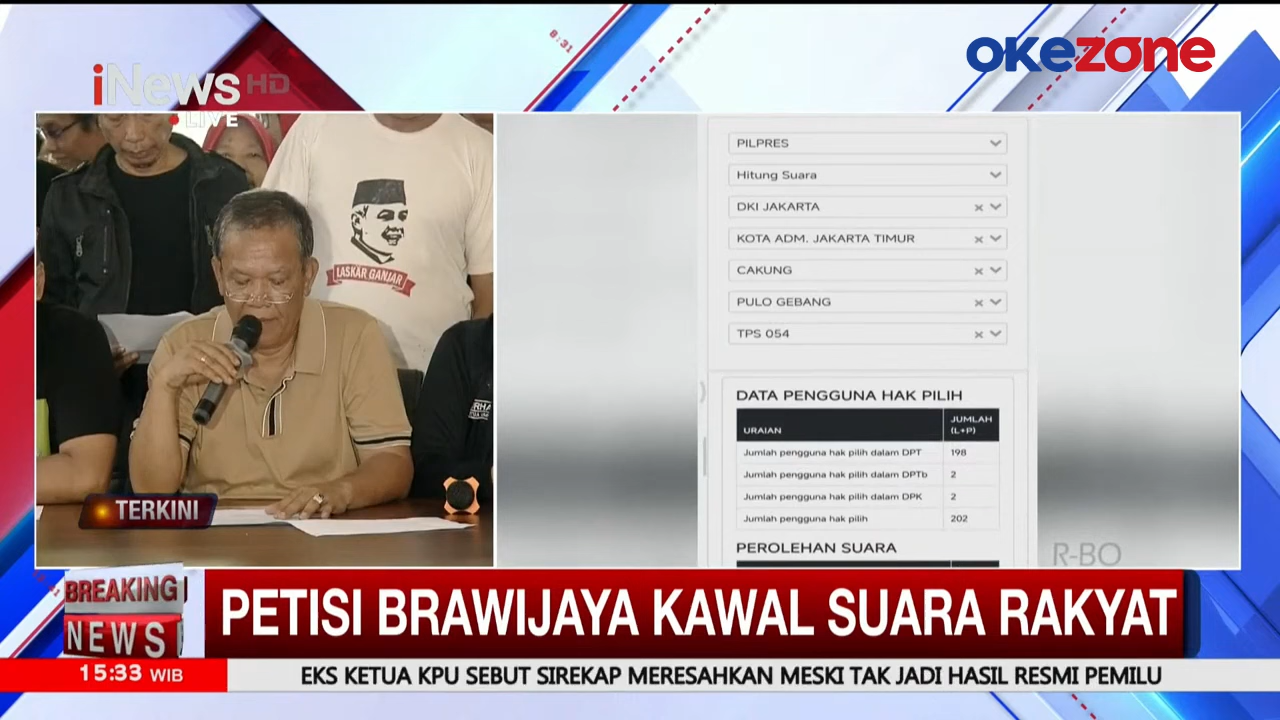 okezone
iNews HD
LIVE
LASKAR GANJAR
TERKINI
PILPRES
Hitung Suara
DKI JAKARTA
KOTA ADM. JAKARTA TIMUR
CAKUNG
PULO GEBANG
TPS 054
DATA PENGGUNA HAK PILIH
URAIAN JUMLAH (L+P)
Jumlah pengguna hak pilih dalam DPT 198
Jumlah pengguna hak pilih dalam DPTb 2
Jumlah pengguna hak pilih dalam DPK 2
Jumlah pengguna hak pilih 202
PEROLEHAN SUARA
R-BO
BREAKING
NEWS
PETISI BRAWIJAYA KAWAL SUARA RAKYAT
15:33 WIB
EKS KETUA KPU SEBUT SIREKAP MERESAHKAN MESKI TAK JADI HASIL RESMI PEMILU